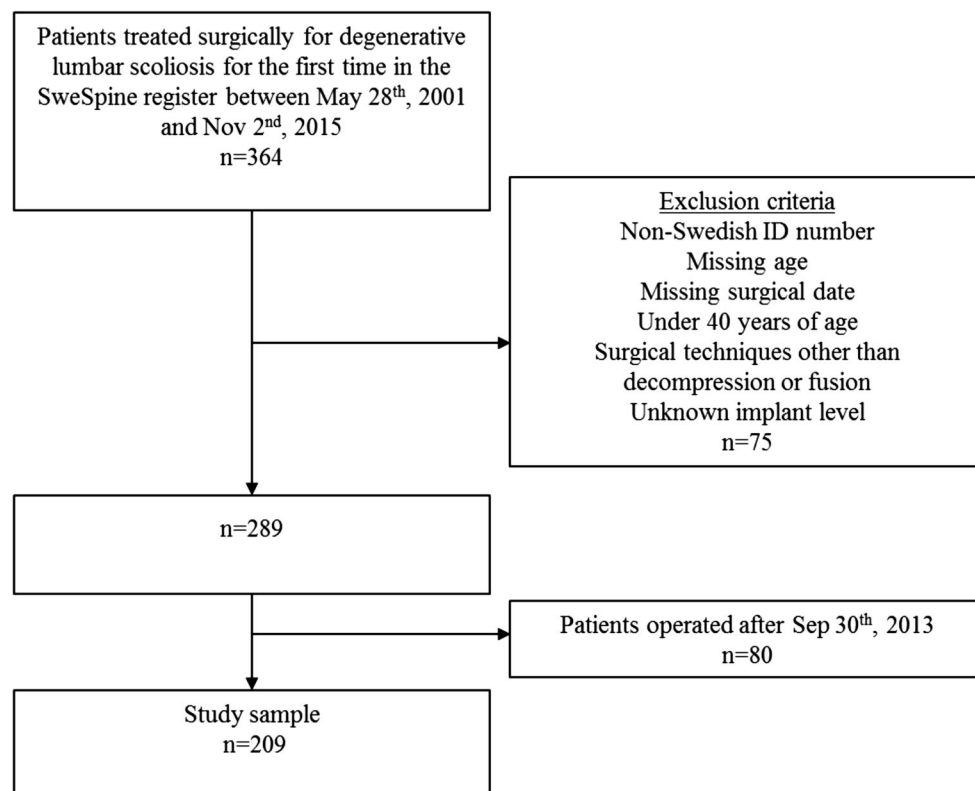 Patients treated surgically for degenerative
lumbar scoliosis for the first time in the
SweSpine register between May 28th, 2001
and Nov 2nd, 2015
n=364
Exclusion criteria
Non-Swedish ID number
Missing age
Missing surgical date
Under 40 years of age
Surgical techniques other than
decompression or fusion
Unknown implant level
n=75
n=289
Patients operated after Sep 30th, 2013
n=80
Study sample
n=209